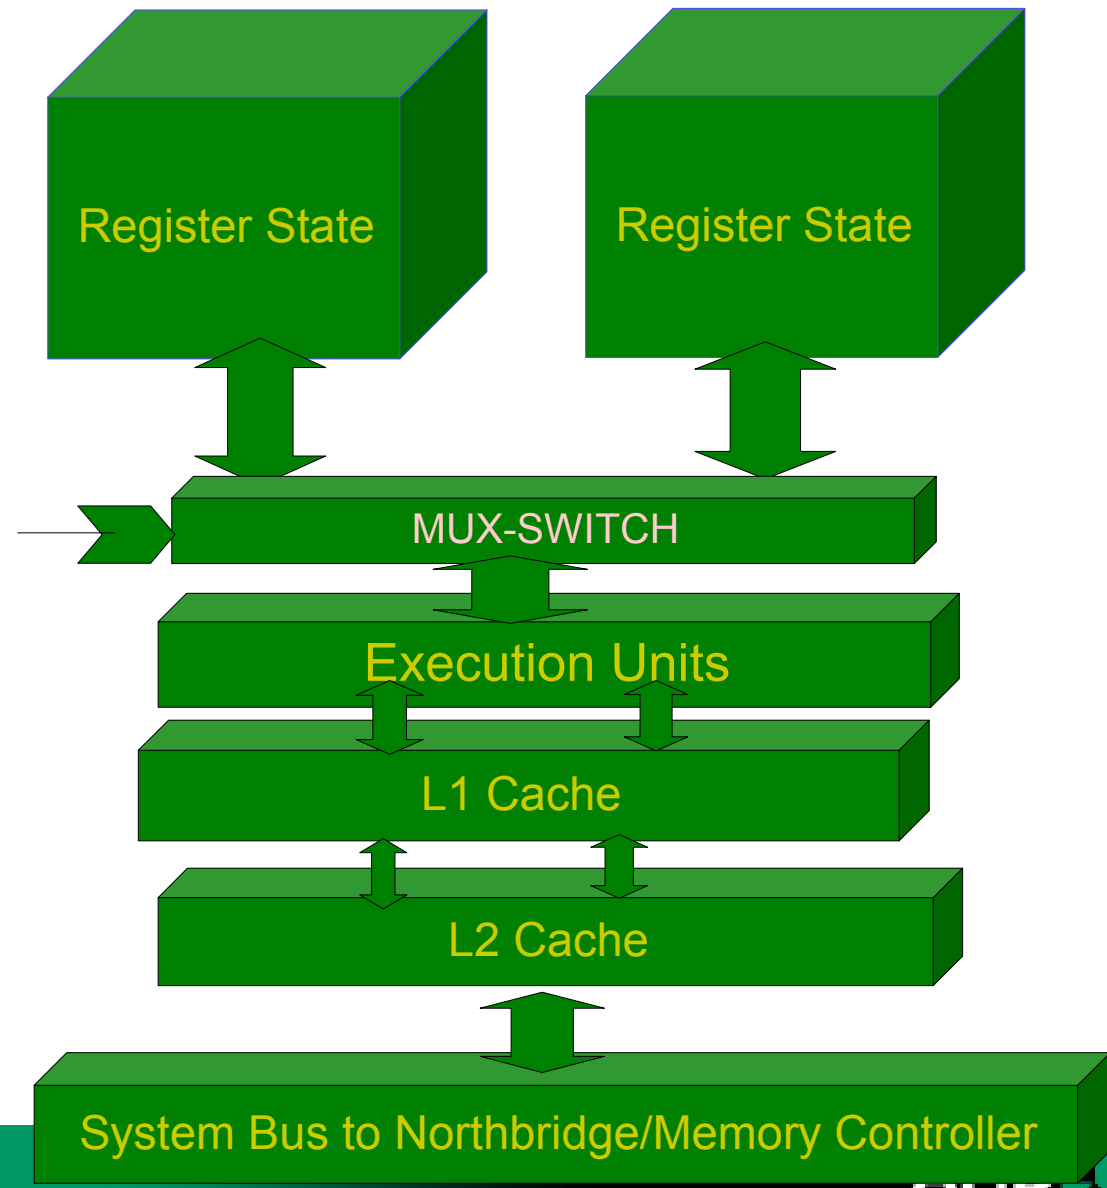 Register State
Register State
MUX-SWITCH
Execution Units
L1 Cache
L2 Cache
System Bus to Northbridge/Memory Controller